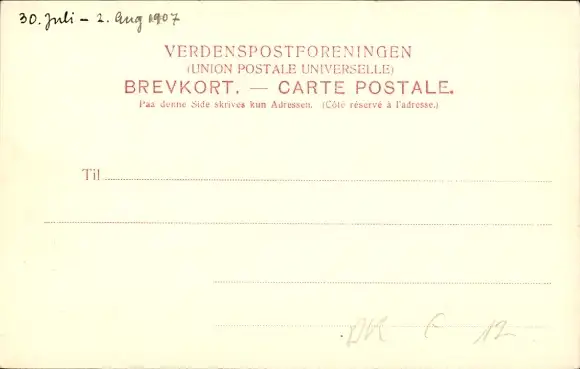 30. Juli – 2. Aug 1907
VERDENSPOSTFORENINGEN
(UNION POSTALE UNIVERSELLE)
BREVKORT. — CARTE POSTALE.
Paa denne Side skrives kun Adressen. (Côté réservé à l'adresse.)
Til